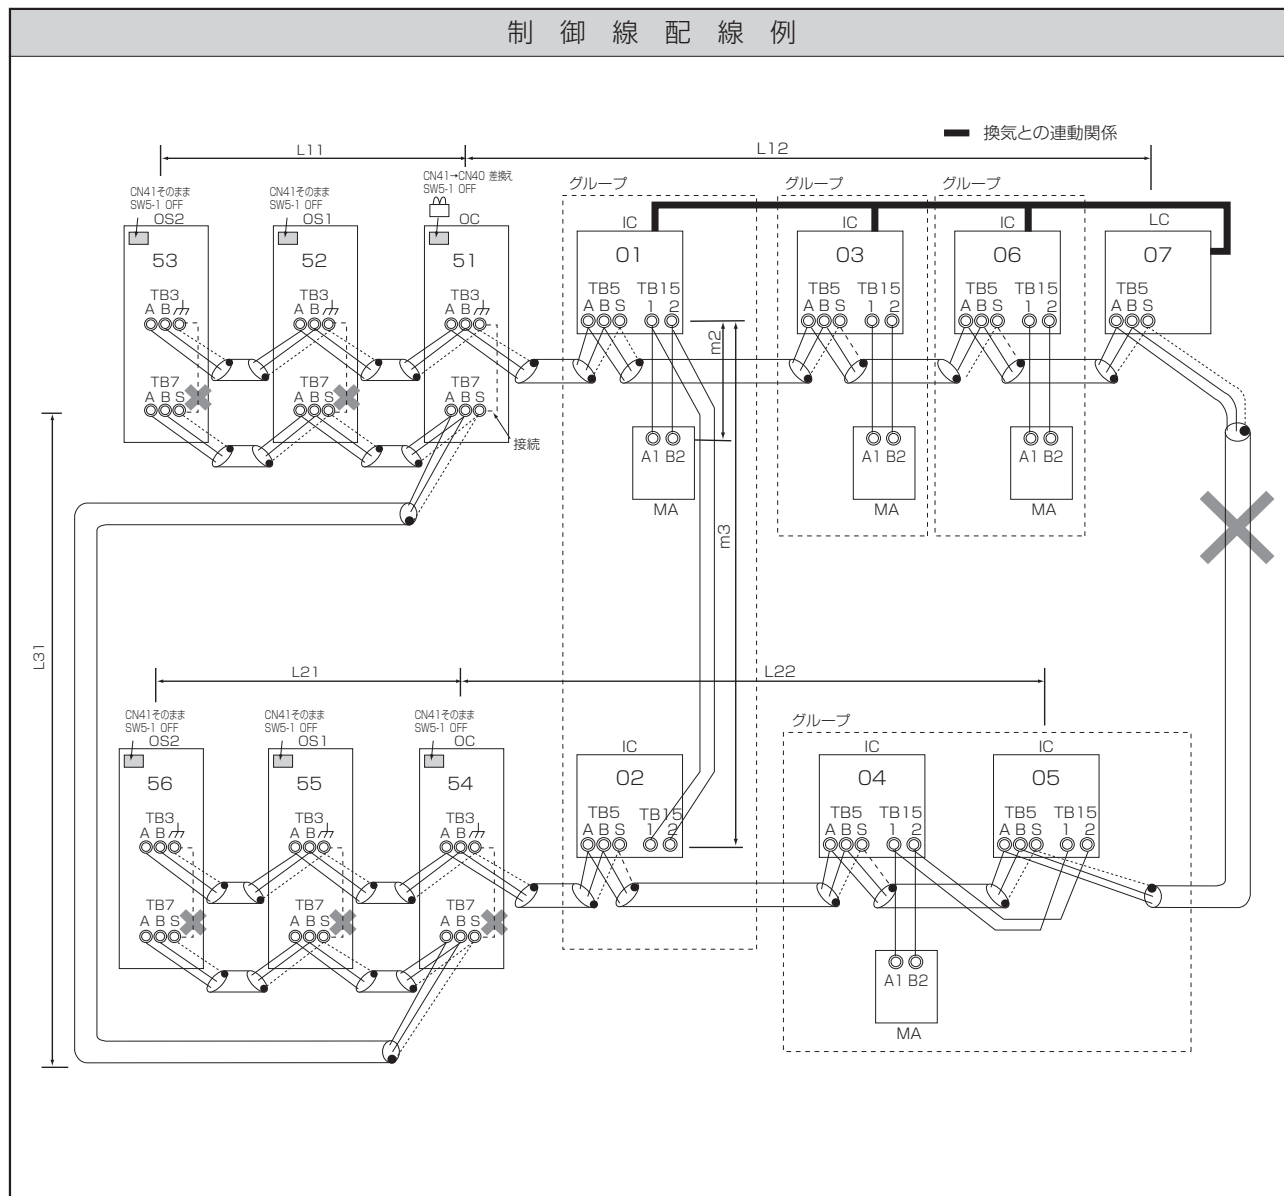 制御線配線例
換気との連動関係
L11
L12
CN41そのまま
SW5-1 OFF
OS2
CN41そのまま
SW5-1 OFF
OS1
CN41→CN40 差換え
SW5-1 OFF
OC
グループ
グループ
グループ
IC
IC
IC
LC
53
52
51
01
03
06
07
TB3
A B
TB3
A B
TB3
A B
TB5
A B S
TB15
1 2
TB5
A B S
TB15
1 2
TB5
A B S
TB15
1 2
TB5
A B S
m2
TB7
A B S
TB7
A B S
TB7
A B S
接続
A1 B2
MA
A1 B2
MA
A1 B2
MA
m3
L31
L21
L22
CN41そのまま
SW5-1 OFF
OS2
CN41そのまま
SW5-1 OFF
OS1
CN41そのまま
SW5-1 OFF
OC
グループ
IC
IC
IC
56
55
54
02
04
05
TB3
A B
TB3
A B
TB3
A B
TB5
A B S
TB15
1 2
TB5
A B S
TB15
1 2
TB5
A B S
TB15
1 2
TB7
A B S
TB7
A B S
TB7
A B S
A1 B2
MA